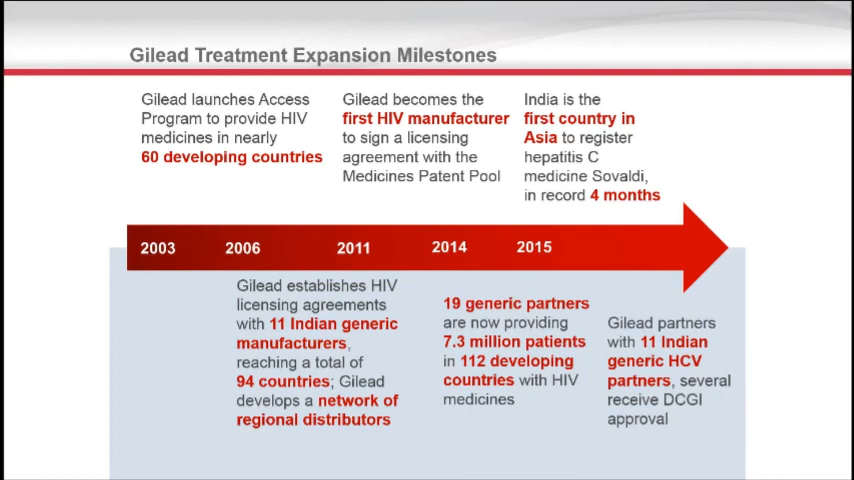 Gilead Treatment Expansion Milestones
Gilead launches Access
Program to provide HIV
medicines in nearly
60 developing countries
Gilead becomes the
first HIV manufacturer
to sign a licensing
agreement with the
Medicines Patent Pool
India is the
first country in
Asia to register
hepatitis C
medicine Sovaldi,
in record 4 months
2003 2006 2011 2014 2015
Gilead establishes HIV
licensing agreements
with 11 Indian generic
manufacturers,
reaching a total of
94 countries; Gilead
develops a network of
regional distributors
19 generic partners
are now providing
7.3 million patients
in 112 developing
countries with HIV
medicines
Gilead partners
with 11 Indian
generic HCV
partners, several
receive DCGI
approval